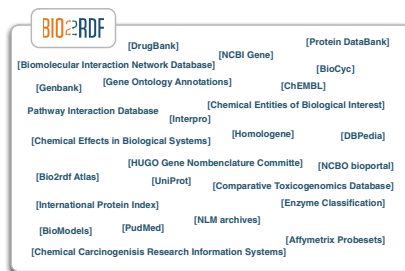 BIO2RDF
[DrugBank]
[Protein DataBank]
[NCBI Gene]
[Biomolecular Interaction Network Database]
[BioCyc]
[Genbank]
[Gene Ontology Annotations]
[ChEMBL]
Pathway Interaction Database
[Chemical Entities of Biological Interest]
[Interpro]
[Chemical Effects in Biological Systems]
[Homologene]
[DBPedia]
[HUGO Gene Nombenclature Committe]
[NCBO bioportal]
[Bio2rdf Atlas]
[UniProt]
[Comparative Toxicogenomics Database]
[International Protein Index]
[Enzyme Classification]
[NLM archives]
[BioModels]
[PudMed]
[Affymetrix Probesets]
[Chemical Carcinogenisis Research Information Systems]